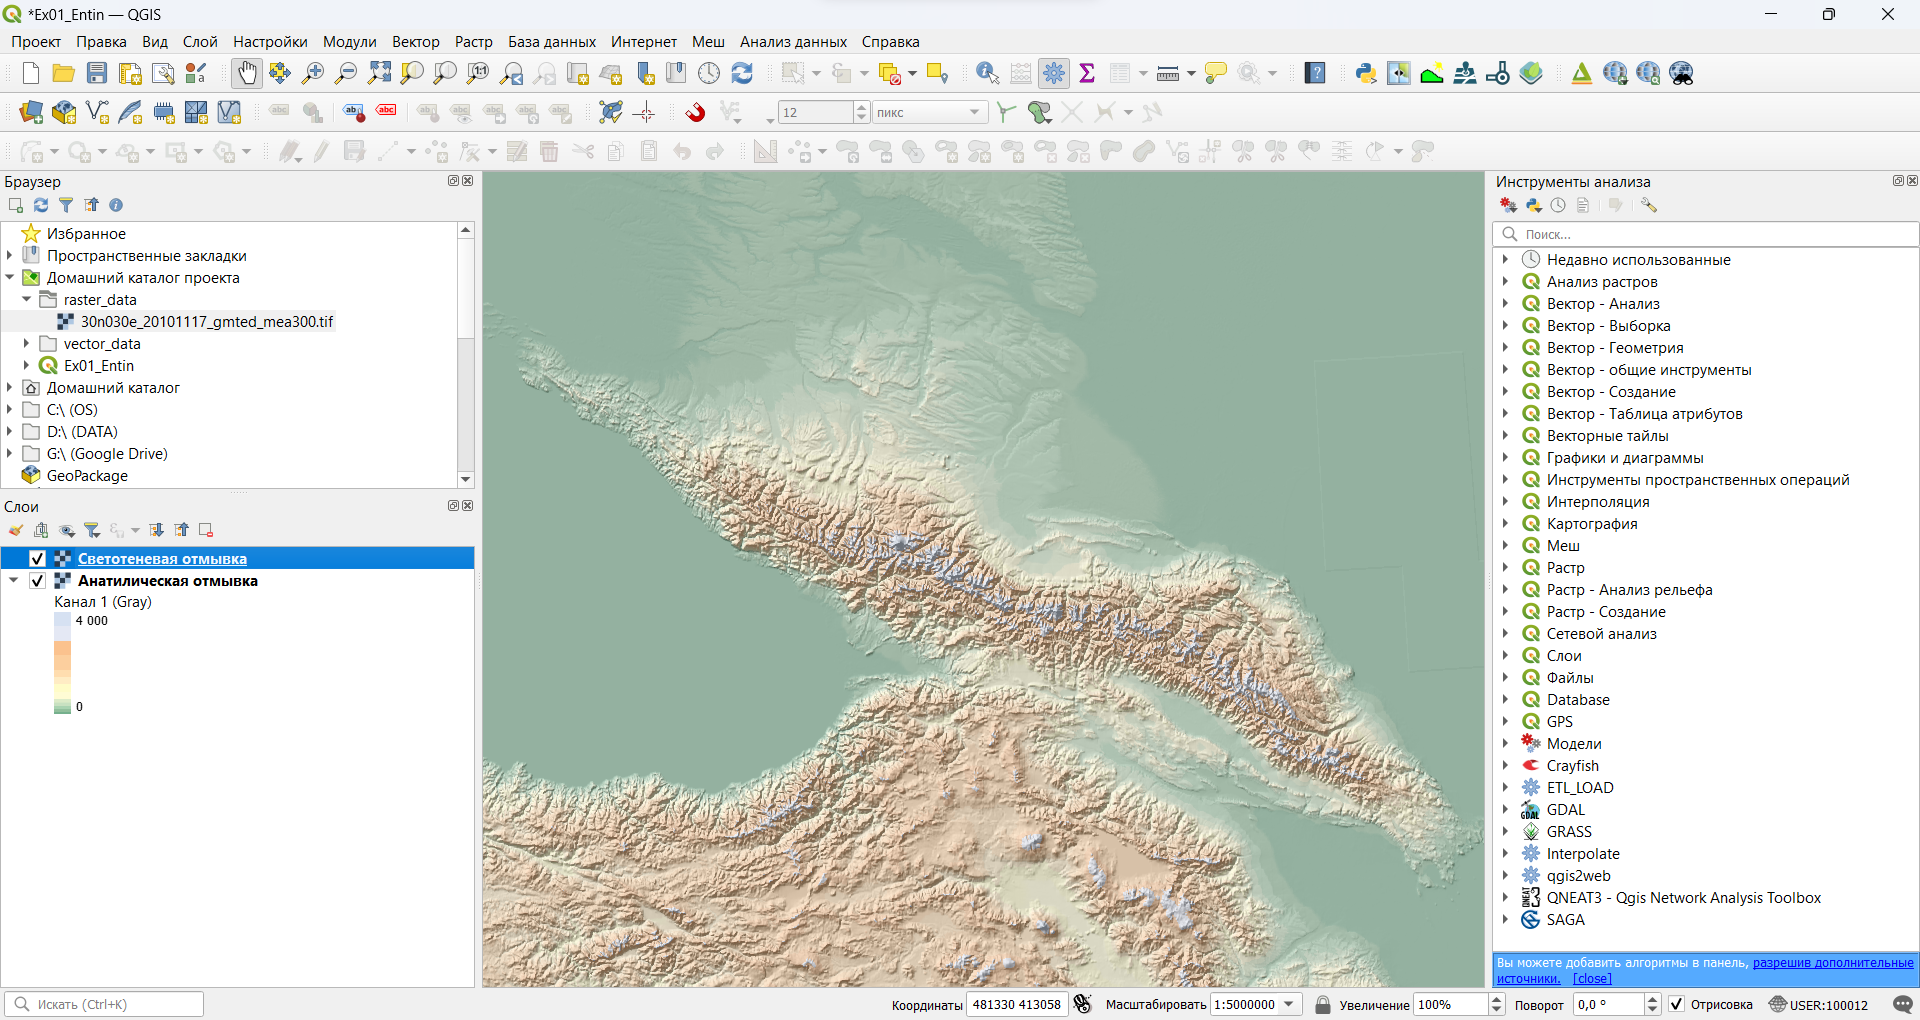 *Ex01_Entin — QGIS
Проект Правка Вид Слой Настройки Модули Вектор Растр База данных Интернет Меш Анализ данных Справка
12 пикс
Браузер
Избранное
Пространственные закладки
Домашний каталог проекта
raster_data
30n030e_20101117_gmted_mea300.tif
vector_data
Ex01_Entin
Домашний каталог
C:\ (OS)
D:\ (DATA)
G:\ (Google Drive)
GeoPackage
Слои
Светотеневая отмывка
Анатилическая отмывка
Канал 1 (Gray)
4 000
0
Инструменты анализа
Поиск...
Недавно использованные
Анализ растров
Вектор - Анализ
Вектор - Выборка
Вектор - Геометрия
Вектор - общие инструменты
Вектор - Создание
Вектор - Таблица атрибутов
Векторные тайлы
Графики и диаграммы
Инструменты пространственных операций
Интерполяция
Картография
Меш
Растр
Растр - Анализ рельефа
Растр - Создание
Сетевой анализ
Слои
Файлы
Database
GPS
Модели
Crayfish
ETL_LOAD
GDAL
GRASS
Interpolate
qgis2web
QNEAT3 - Qgis Network Analysis Toolbox
SAGA
Вы можете добавить алгоритмы в панель, разрешив дополнительные
источники. [close]
Искать (Ctrl+K)
Координаты 481330 413058 Масштабировать 1:5000000 Увеличение 100% Поворот 0,0 ° Отрисовка USER:100012